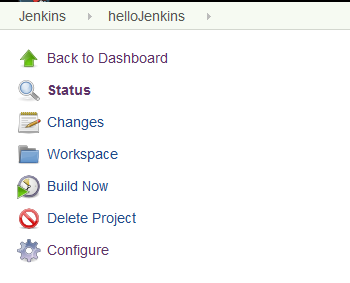 Jenkins helloJenkins
Back to Dashboard
Status
Changes
Workspace
Build Now
Delete Project
Configure